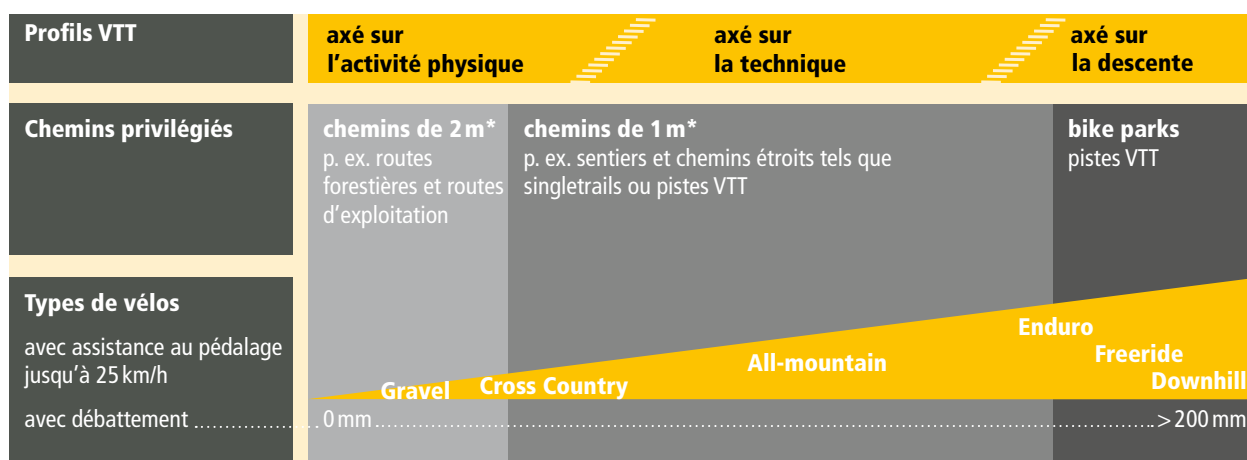 Profils VTT
axé sur
l’activité physique
axé sur
la technique
axé sur
la descente
Chemins privilégiés
chemins de 2 m*
p. ex. routes
forestières et routes
d’exploitation
chemins de 1 m*
p. ex. sentiers et chemins étroits tels que
singletrails ou pistes VTT
bike parks
pistes VTT
Types de vélos
avec assistance au pédalage
jusqu'à 25 km/h
Gravel
Cross Country
All-mountain
Enduro
Freeride
Downhill
avec débattement ........................ 0 mm ........................ > 200 mm